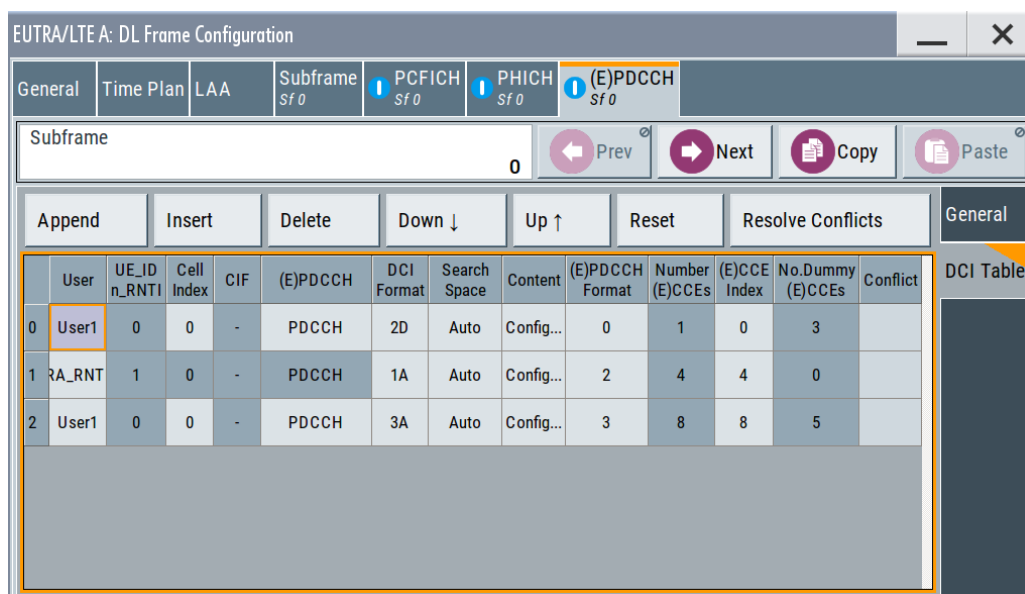 EUTRA/LTE A: DL Frame Configuration
General Time Plan LAA Subframe Sf 0 PCFICH Sf 0 PHICH Sf 0 (E)PDCCH Sf 0
Subframe 0 Prev Next Copy Paste
Append Insert Delete Down ↓ Up ↑ Reset Resolve Conflicts General
User UE_ID n_RNTI Cell Index CIF (E)PDCCH DCI Format Search Space Content (E)PDCCH Format Number (E)CCEs (E)CCE Index No.Dummy (E)CCEs Conflict DCI Table
0 User1 0 0 - PDCCH 2D Auto Config... 0 1 0 3
1 RA_RNT 1 0 - PDCCH 1A Auto Config... 2 4 4 0
2 User1 0 0 - PDCCH 3A Auto Config... 3 8 8 5